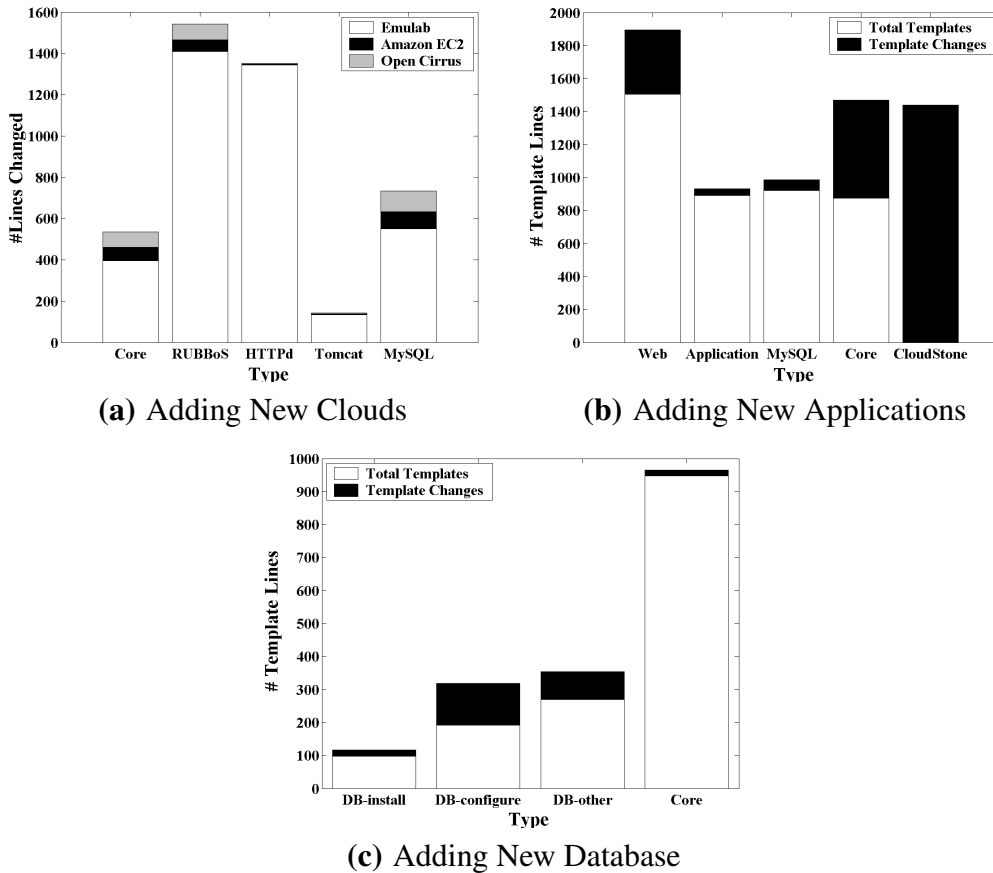 1600
1400
1200
1000
800
600
400
200
0
#Lines Changed
Emulab
Amazon EC2
Open Cirrus
Core RUBBoS HTTPd Tomcat MySQL
Type
(a) Adding New Clouds
2000
1800
1600
1400
1200
1000
800
600
400
200
0
# Template Lines
Total Templates
Template Changes
Web Application MySQL Core CloudStone
Type
(b) Adding New Applications
1000
900
800
700
600
500
400
300
200
100
0
# Template Lines
Total Templates
Template Changes
DB-install DB-configure DB-other Core
Type
(c) Adding New Database